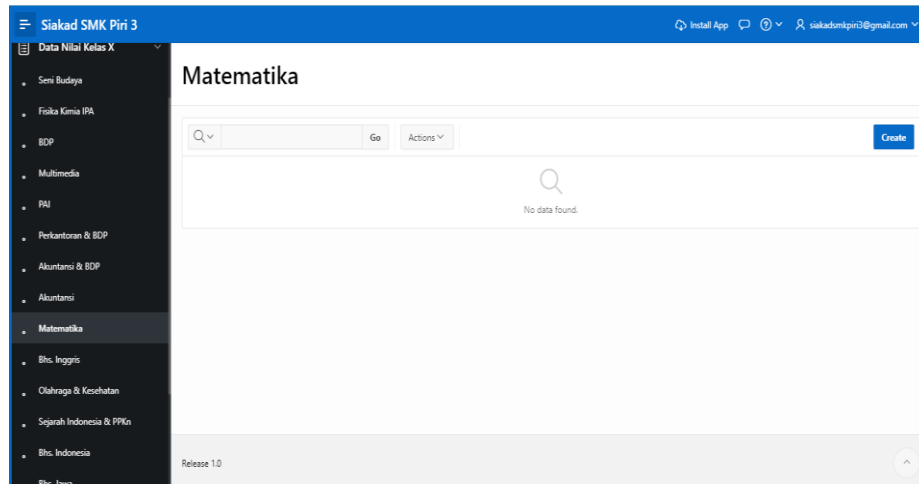 Siakad SMK Piri 3
Install App
siakadsmkpiri3@gmail.com
Data Nilai Kelas X
Seni Budaya
Fisika Kimia IPA
BDP
Multimedia
PAI
Perkantoran & BDP
Akuntansi & BDP
Akuntansi
Matematika
Bhs. Inggris
Olahraga & Kesehatan
Sejarah Indonesia & PPKn
Bhs. Indonesia
Bhs. Jawa
Matematika
Go
Actions
Create
No data found.
Release 1.0